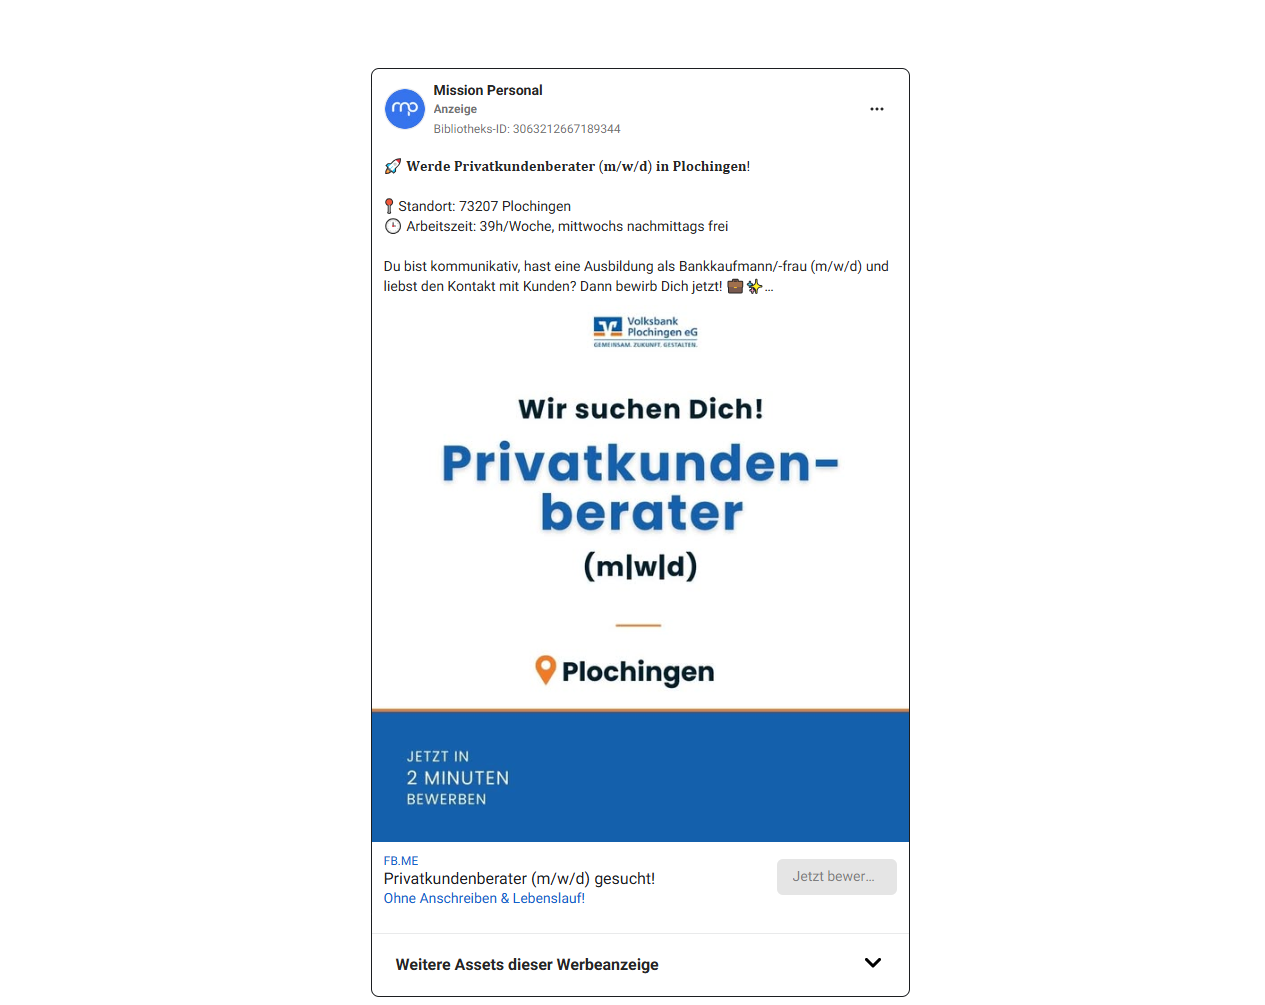 mp
Mission Personal
Anzeige
Bibliotheks-ID: 3063212667189344
🚀 Werde Privatkundenberater (m/w/d) in Plochingen!
📍Standort: 73207 Plochingen
🕒 Arbeitszeit: 39h/Woche, mittwochs nachmittags frei
Du bist kommunikativ, hast eine Ausbildung als Bankkaufmann/-frau (m/w/d) und
liebst den Kontakt mit Kunden? Dann bewirb Dich jetzt! 💼✨...
Volksbank
Plochingen eG
GEMEINSAM. ZUKUNFT. GESTALTEN.
Wir suchen Dich!
Privatkunden-
berater
(m|w|d)
Plochingen
JETZT IN
2 MINUTEN
BEWERBEN
FB.ME
Privatkundenberater (m/w/d) gesucht!
Ohne Anschreiben & Lebenslauf!
Jetzt bewer...
Weitere Assets dieser Werbeanzeige